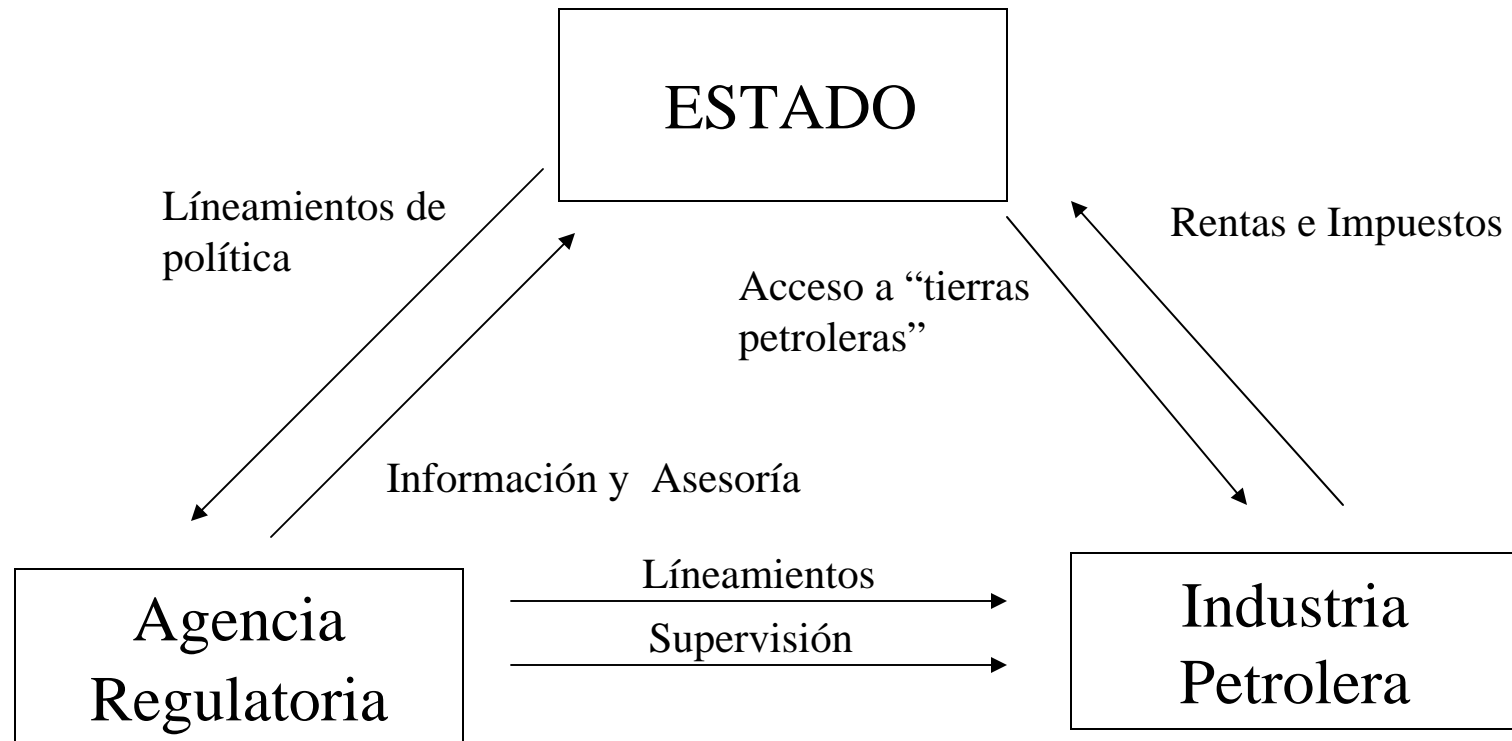 ESTADO
Líneamientos de
política
Rentas e Impuestos
Acceso a “tierras
petroleras”
Información y  Asesoría
Líneamientos
Supervisión
Agencia
Regulatoria
Industria
Petrolera